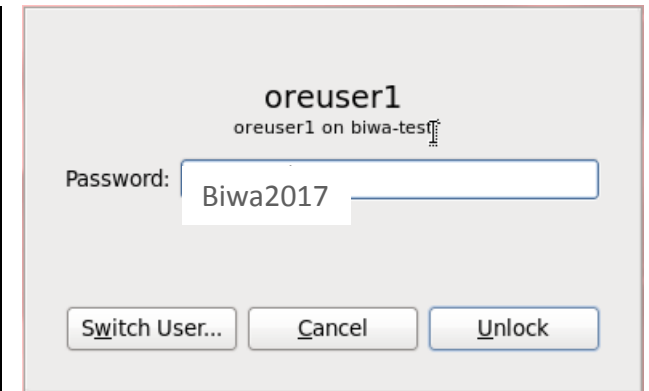 oreuser1
oreuser1 on biwa-test
Password:
Biwa2017
Switch User...
Cancel
Unlock